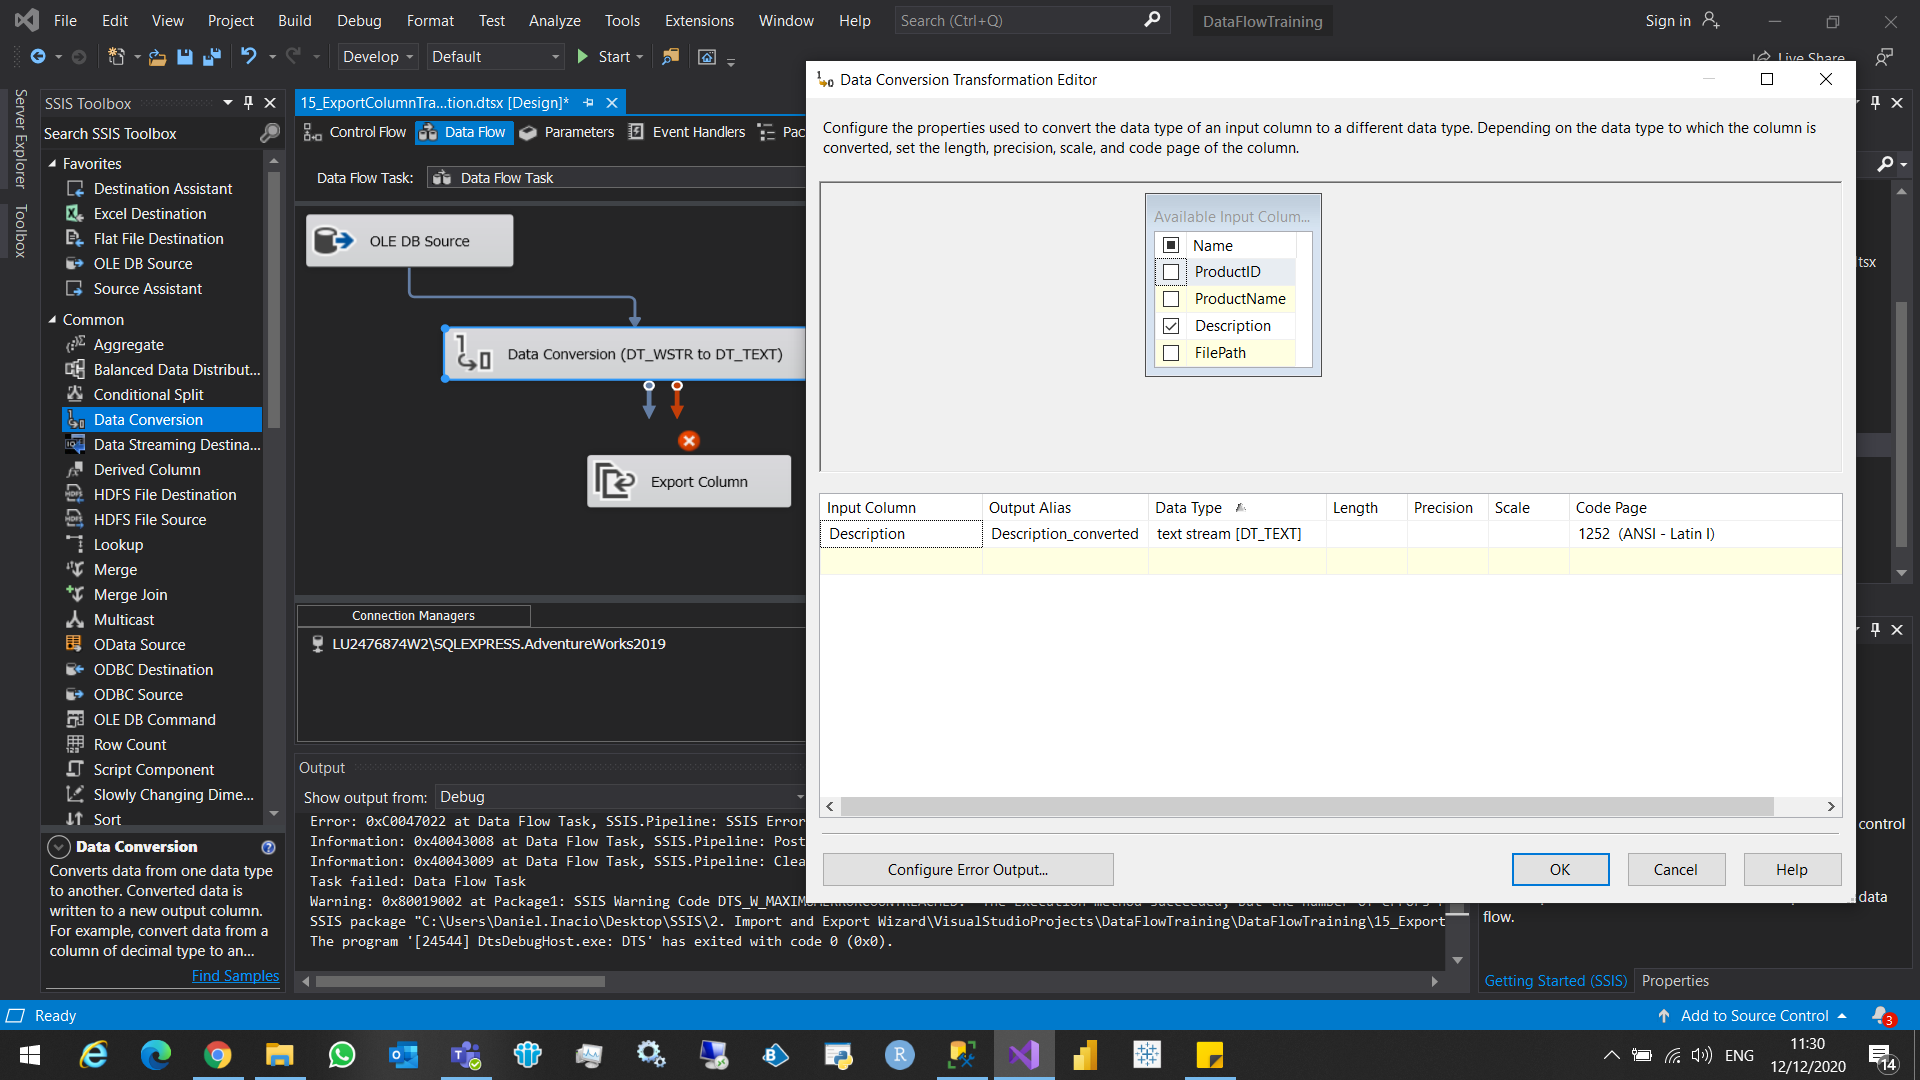 File Edit View Project Build Debug Format Test Analyze Tools Extensions Window Help Search (Ctrl+Q) DataFlowTraining Sign in
Develop Default Start Live Share
Server Explorer
Toolbox
SSIS Toolbox
Search SSIS Toolbox
Favorites
Destination Assistant
Excel Destination
Flat File Destination
OLE DB Source
Source Assistant
Common
Aggregate
Balanced Data Distribut...
Conditional Split
Data Conversion
Data Streaming Destina...
Derived Column
HDFS File Destination
HDFS File Source
Lookup
Merge
Merge Join
Multicast
OData Source
ODBC Destination
ODBC Source
OLE DB Command
Row Count
Script Component
Slowly Changing Dime...
Sort
Data Conversion
Converts data from one data type
to another. Converted data is
written to a new output column.
For example, convert data from a
column of decimal type to an...
Find Samples
15_ExportColumnTra...tion.dtsx [Design]*
Control Flow Data Flow Parameters Event Handlers Pac
Data Flow Task: Data Flow Task
OLE DB Source
Data Conversion (DT_WSTR to DT_TEXT)
Export Column
Connection Managers
LU2476874W2\SQLEXPRESS.AdventureWorks2019
Output
Show output from: Debug
Error: 0xC0047022 at Data Flow Task, SSIS.Pipeline: SSIS Error
Information: 0x40043008 at Data Flow Task, SSIS.Pipeline: Post
Information: 0x40043009 at Data Flow Task, SSIS.Pipeline: Clea
Task failed: Data Flow Task
Warning: 0x80019002 at Package1: SSIS Warning Code DTS_W_MAXIMUMERRORCOUNTREACHED. The Execution method succeeded, but the number of errors r
SSIS package "C:\Users\Daniel.Inacio\Desktop\SSIS\2. Import and Export Wizard\VisualStudioProjects\DataFlowTraining\DataFlowTraining\15_Export
The program '[24544] DtsDebugHost.exe: DTS' has exited with code 0 (0x0).
Data Conversion Transformation Editor
Configure the properties used to convert the data type of an input column to a different data type. Depending on the data type to which the column is
converted, set the length, precision, scale, and code page of the column.
Available Input Colum...
Name
ProductID
ProductName
Description
FilePath
Input Column Output Alias Data Type Length Precision Scale Code Page
Description Description_converted text stream [DT_TEXT] 1252 (ANSI - Latin I)
Configure Error Output... OK Cancel Help
tsx
control
data
flow.
Getting Started (SSIS) Properties
Ready Add to Source Control 3
ENG 11:30
12/12/2020 14